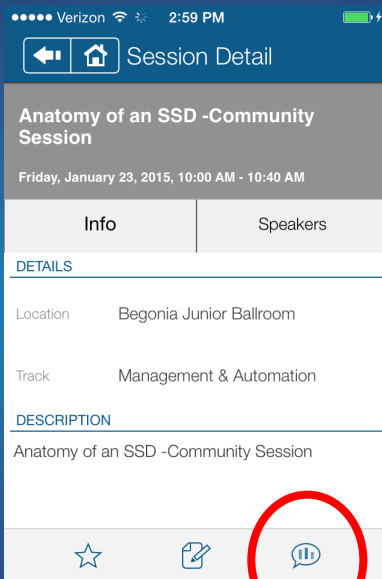 Verizon 2:59 PM
Session Detail
Anatomy of an SSD -Community
Session
Friday, January 23, 2015, 10:00 AM - 10:40 AM
Info Speakers
DETAILS
Location Begonia Junior Ballroom
Track Management & Automation
DESCRIPTION
Anatomy of an SSD -Community Session